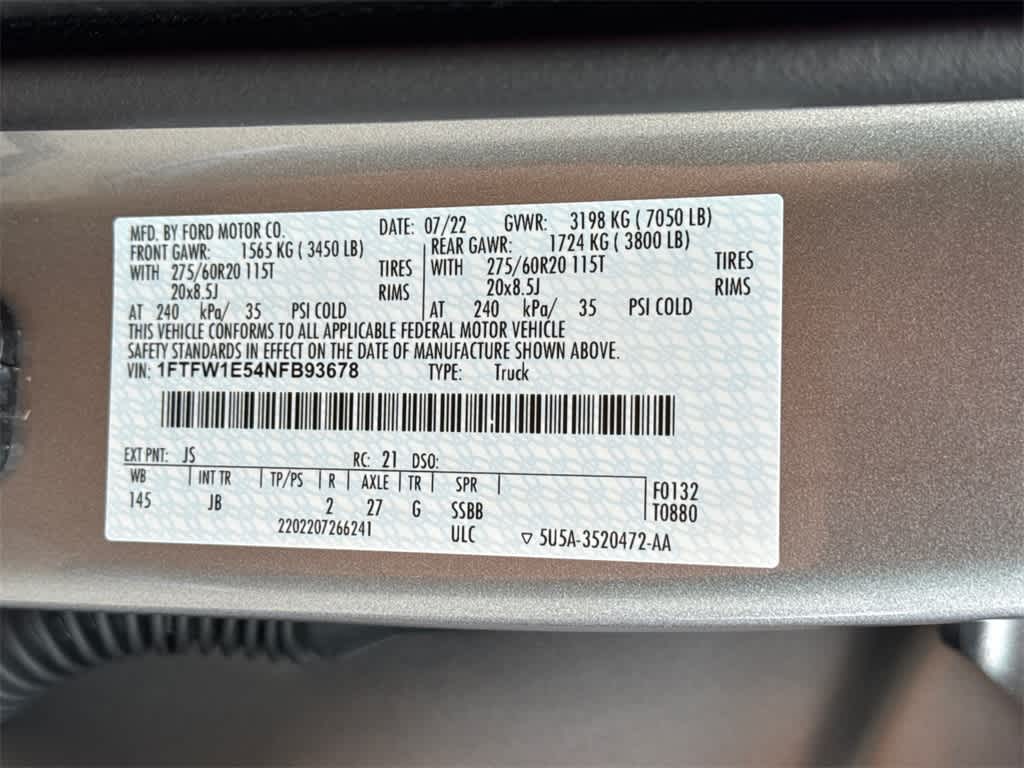 MFD. BY FORD MOTOR CO. DATE: 07/22 GVWR: 3198 KG ( 7050 LB)
FRONT GAWR: 1565 KG ( 3450 LB) REAR GAWR: 1724 KG ( 3800 LB)
WITH 275/60R20 115T TIRES WITH 275/60R20 115T TIRES
20x8.5J RIMS 20x8.5J RIMS
AT 240 kPa/ 35 PSI COLD AT 240 kPa/ 35 PSI COLD
THIS VEHICLE CONFORMS TO ALL APPLICABLE FEDERAL MOTOR VEHICLE
SAFETY STANDARDS IN EFFECT ON THE DATE OF MANUFACTURE SHOWN ABOVE.
VIN: 1FTFW1E54NFB93678 TYPE: Truck
EXT PNT: JS RC: 21 DSO:
WB INT TR TP/PS R AXLE TR SPR
145 JB 2 27 G SSBB F0132
T0880
2202207266241 ULC ▽ 5U5A-3520472-AA